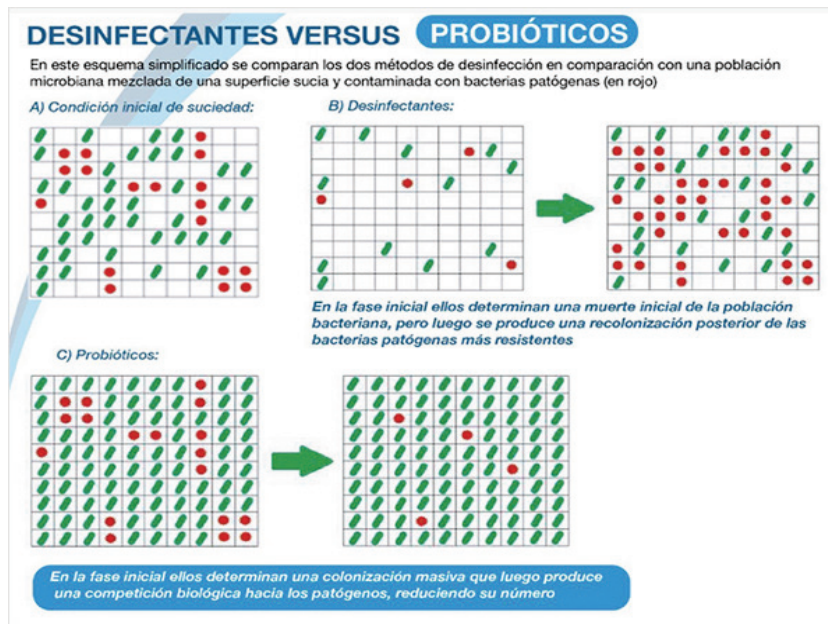 DESINFECTANTES VERSUS PROBIÓTICOS
En este esquema simplificado se comparan los dos métodos de desinfección en comparación con una población
microbiana mezclada de una superficie sucia y contaminada con bacterias patógenas (en rojo)
A) Condición inicial de suciedad:
B) Desinfectantes:
En la fase inicial ellos determinan una muerte inicial de la población
bacteriana, pero luego se produce una recolonización posterior de las
bacterias patógenas más resistentes
C) Probióticos:
En la fase inicial ellos determinan una colonización masiva que luego produce
una competición biológica hacia los patógenos, reduciendo su número